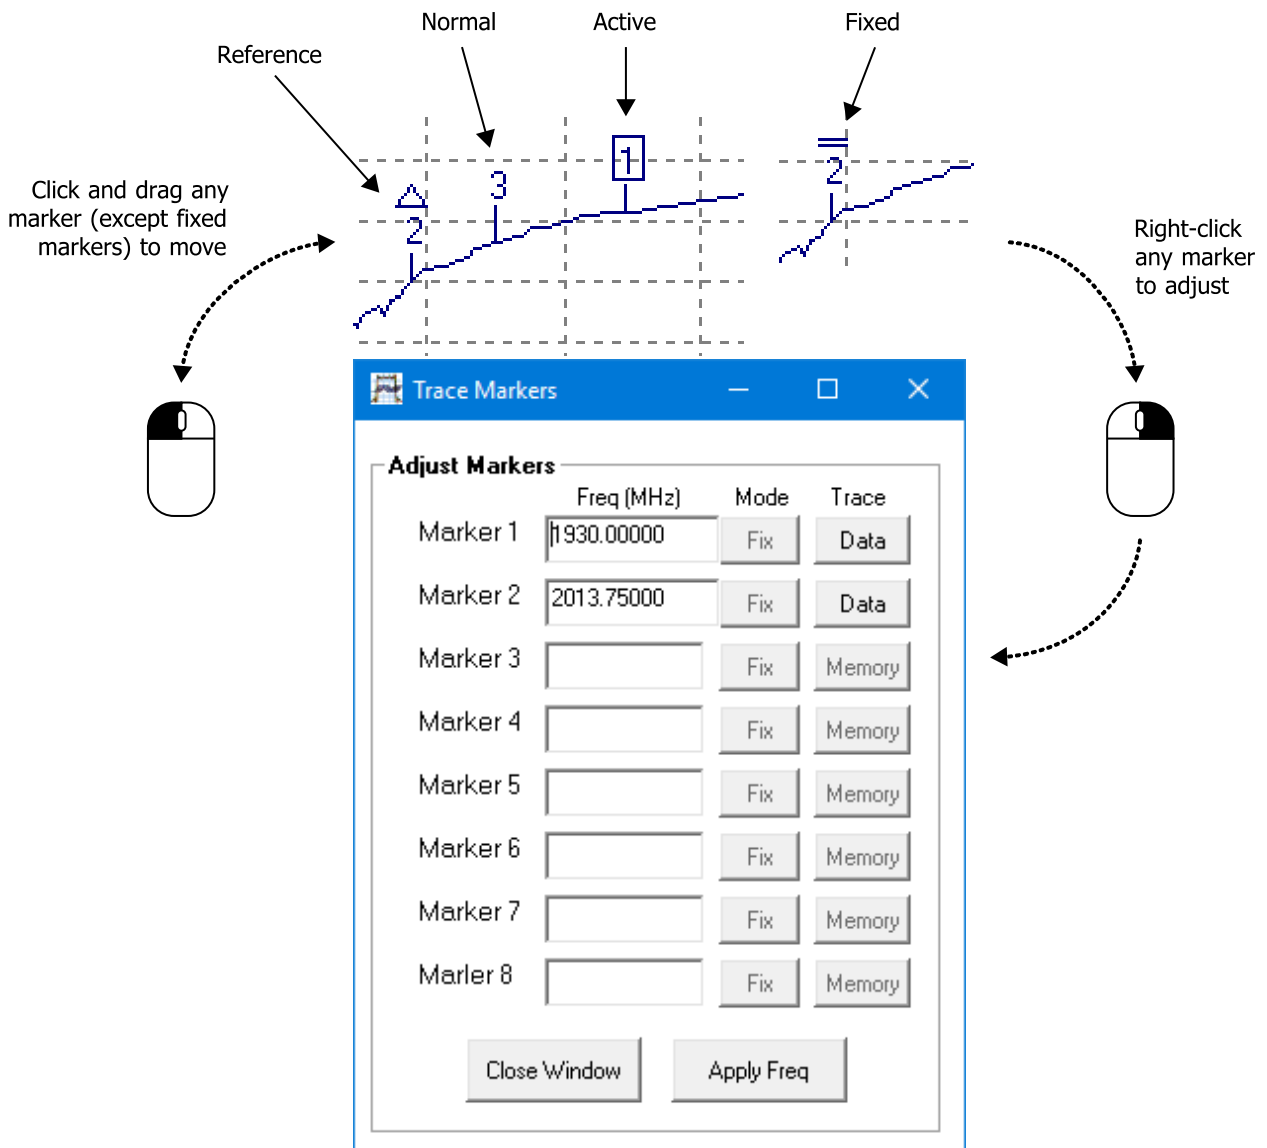 Normal
Active
Fixed
Reference
3
1
2
2
Click and drag any
marker (except fixed
markers) to move
Right-click
any marker
to adjust
Trace Markers
Adjust Markers
Freq (MHz) Mode Trace
Marker 1 1930.00000 Fix Data
Marker 2 2013.75000 Fix Data
Marker 3 Fix Memory
Marker 4 Fix Memory
Marker 5 Fix Memory
Marker 6 Fix Memory
Marker 7 Fix Memory
Marler 8 Fix Memory
Close Window Apply Freq